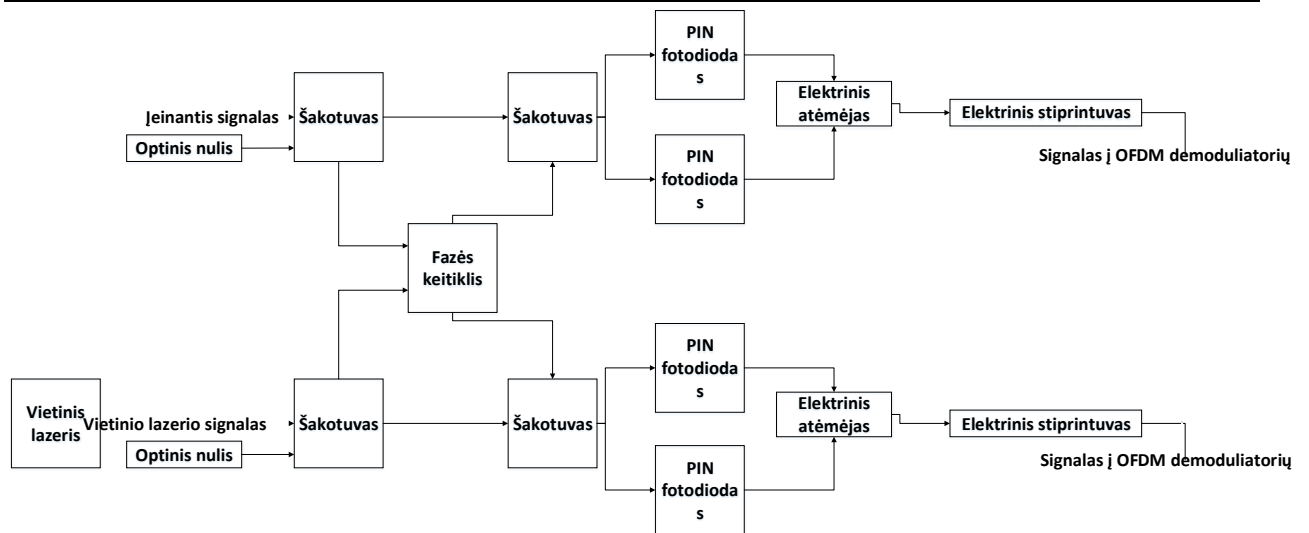 PIN
fotodioda
s
Įeinantis signalas
Šakotuvas
Šakotuvas
Elektrinis
atėmėjas
Elektrinis stiprintuvas
Optinis nulis
PIN
fotodioda
s
Signalas į OFDM demoduliatorių
Fazės
keitiklis
PIN
fotodioda
s
Vietinis
lazeris
Vietinio lazerio signalas
Šakotuvas
Šakotuvas
Elektrinis
atėmėjas
Elektrinis stiprintuvas
Optinis nulis
PIN
fotodioda
s
Signalas į OFDM demoduliatorių